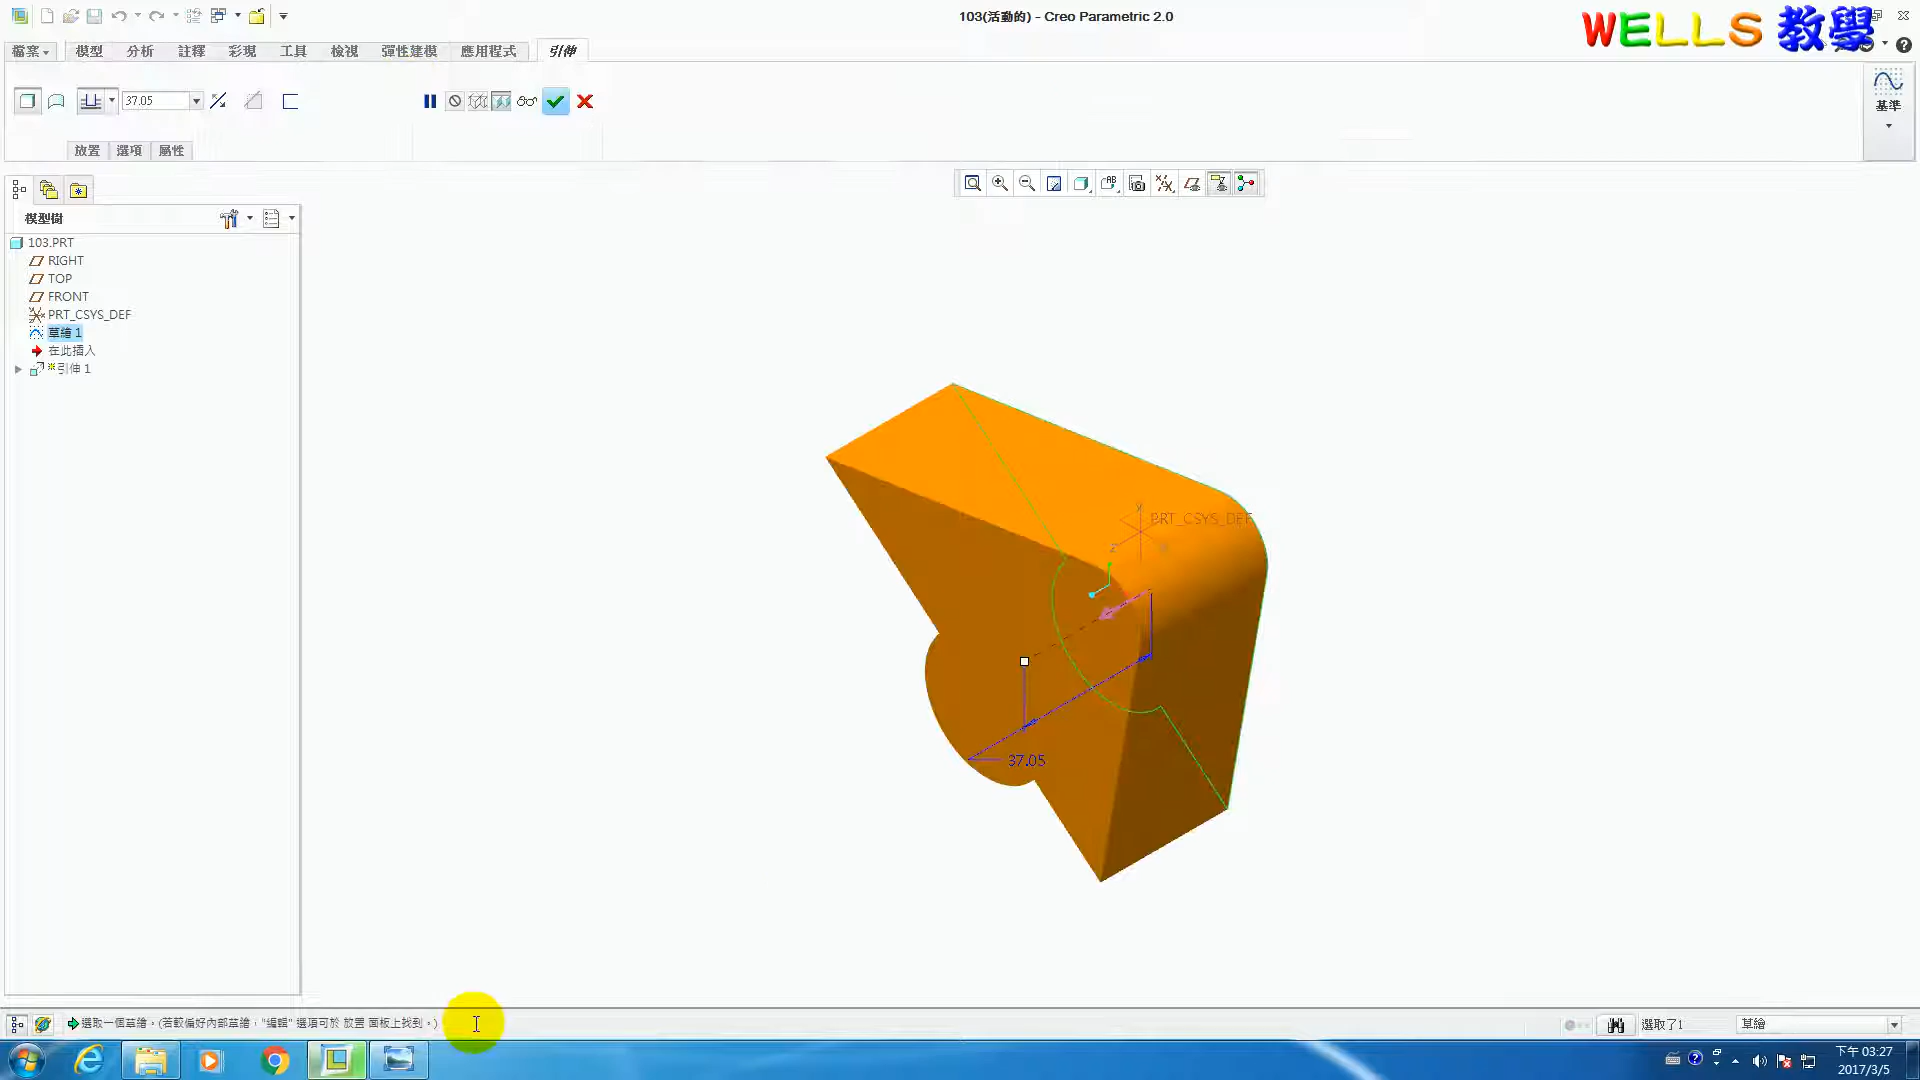 103(活動的) - Creo Parametric 2.0
WELLS 教學
檔案 模型 分析 註釋 彩現 工具 檢視 彈性建模 應用程式 引伸
37.05
基準
放置 選項 屬性
模型樹
103.PRT
RIGHT
TOP
FRONT
PRT_CSYS_DEF
草繪 1
在此插入
引伸 1
PRT_CSYS_DEF
37.05
選取一個草繪。(若較偏好內部草繪，"編輯" 選項可於 放置 面板上找到。)
選取了1
草繪
下午 03:27
2017/3/5